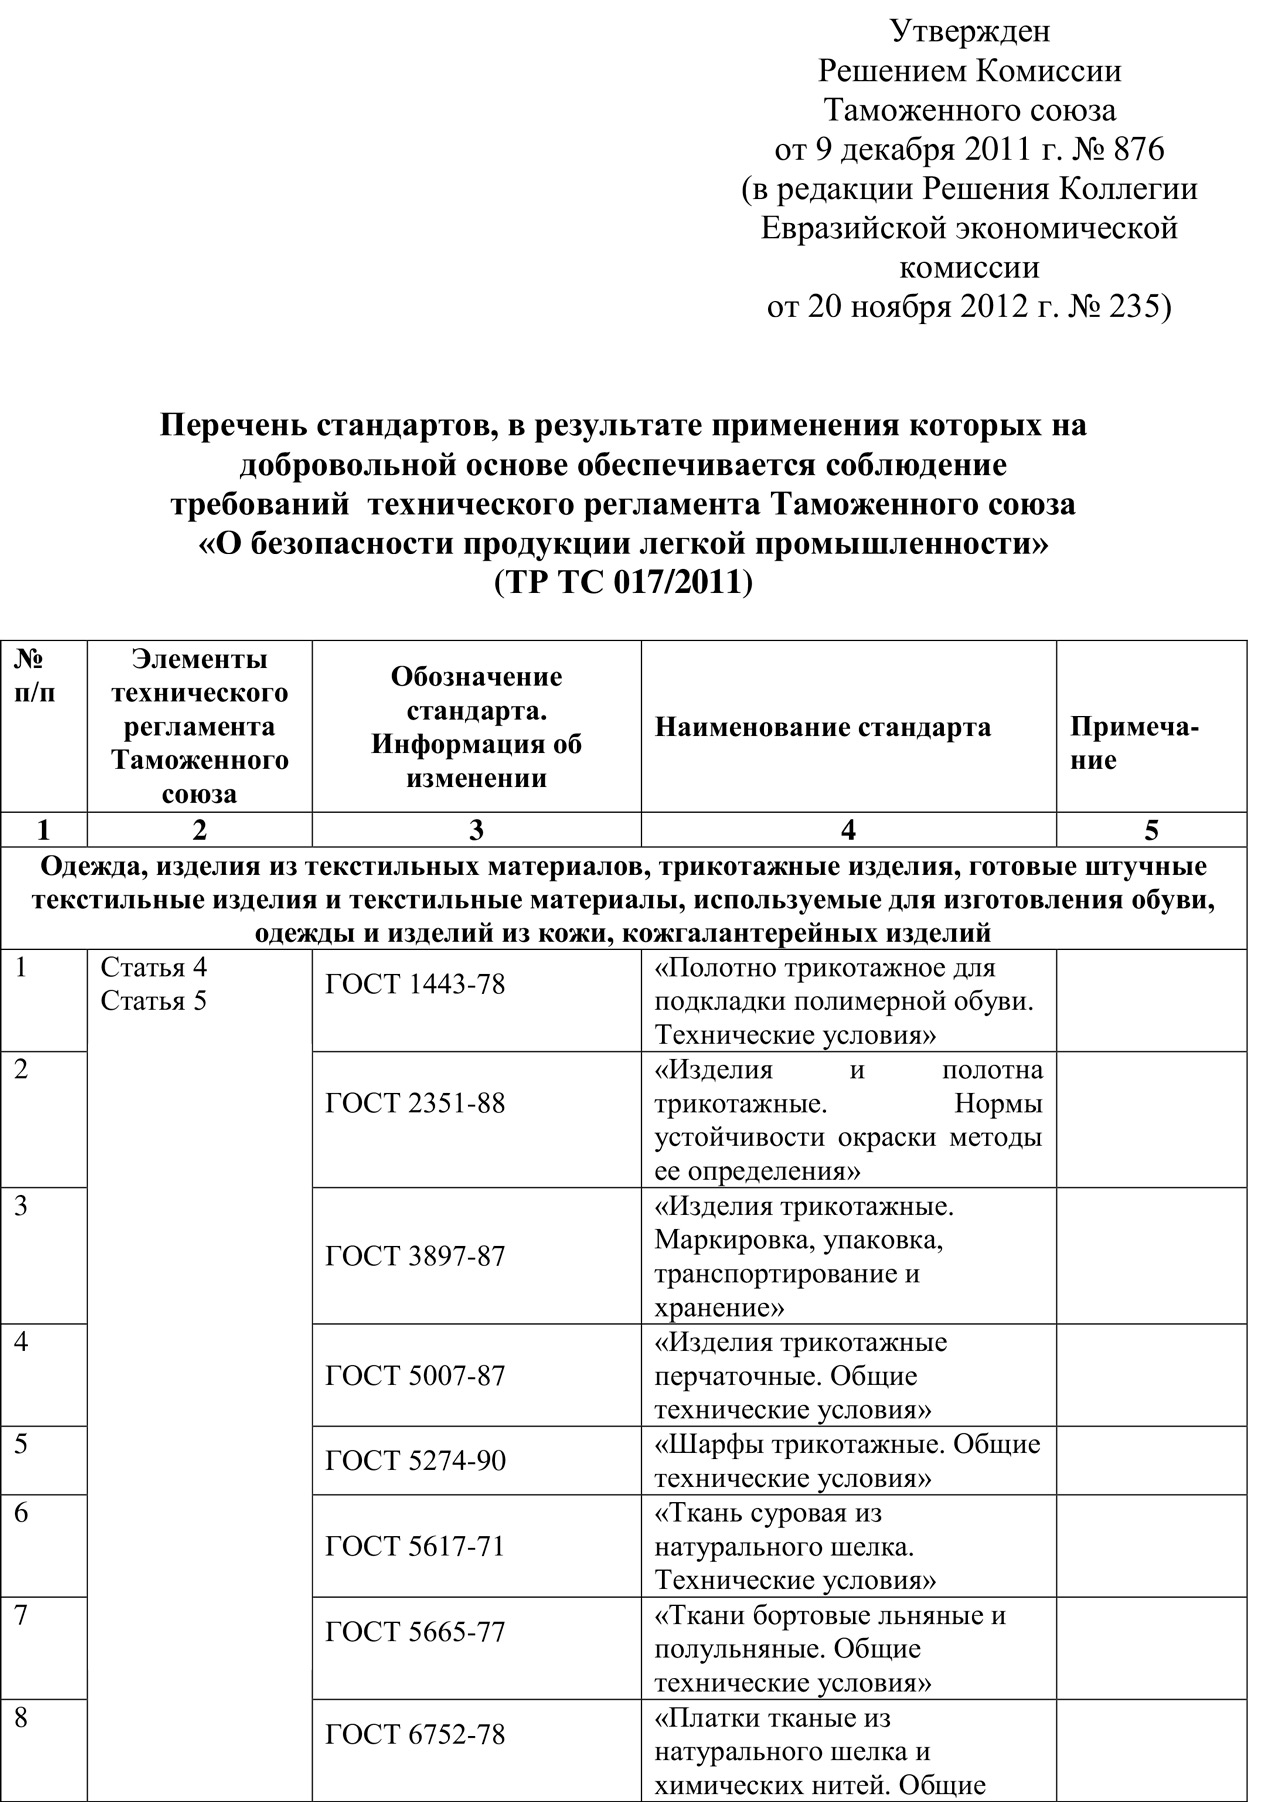 Утвержден
Решением Комиссии
Таможенного союза
от 9 декабря 2011 г. № 876
(в редакции Решения Коллегии
Евразийской экономической
комиссии
от 20 ноября 2012 г. № 235)
Перечень стандартов, в результате применения которых на
добровольной основе обеспечивается соблюдение
требований технического регламента Таможенного союза
«О безопасности продукции легкой промышленности»
(ТР ТС 017/2011)
№
п/п
Элементы
технического
регламента
Таможенного
союза
Обозначение
стандарта.
Информация об
изменении
Наименование стандарта
Примеча-
ние
1 2 3 4 5
Одежда, изделия из текстильных материалов, трикотажные изделия, готовые штучные
текстильные изделия и текстильные материалы, используемые для изготовления обуви,
одежды и изделий из кожи, кожгалантерейных изделий
1
Статья 4
Статья 5
ГОСТ 1443-78
«Полотно трикотажное для
подкладки полимерной обуви.
Технические условия»
2
ГОСТ 2351-88
«Изделия и полотна
трикотажные. Нормы
устойчивости окраски методы
ее определения»
3
ГОСТ 3897-87
«Изделия трикотажные.
Маркировка, упаковка,
транспортирование и
хранение»
4
ГОСТ 5007-87
«Изделия трикотажные
перчаточные. Общие
технические условия»
5
ГОСТ 5274-90
«Шарфы трикотажные. Общие
технические условия»
6
ГОСТ 5617-71
«Ткань суровая из
натурального шелка.
Технические условия»
7
ГОСТ 5665-77
«Ткани бортовые льняные и
полульняные. Общие
технические условия»
8
ГОСТ 6752-78
«Платки тканые из
натурального шелка и
химических нитей. Общие